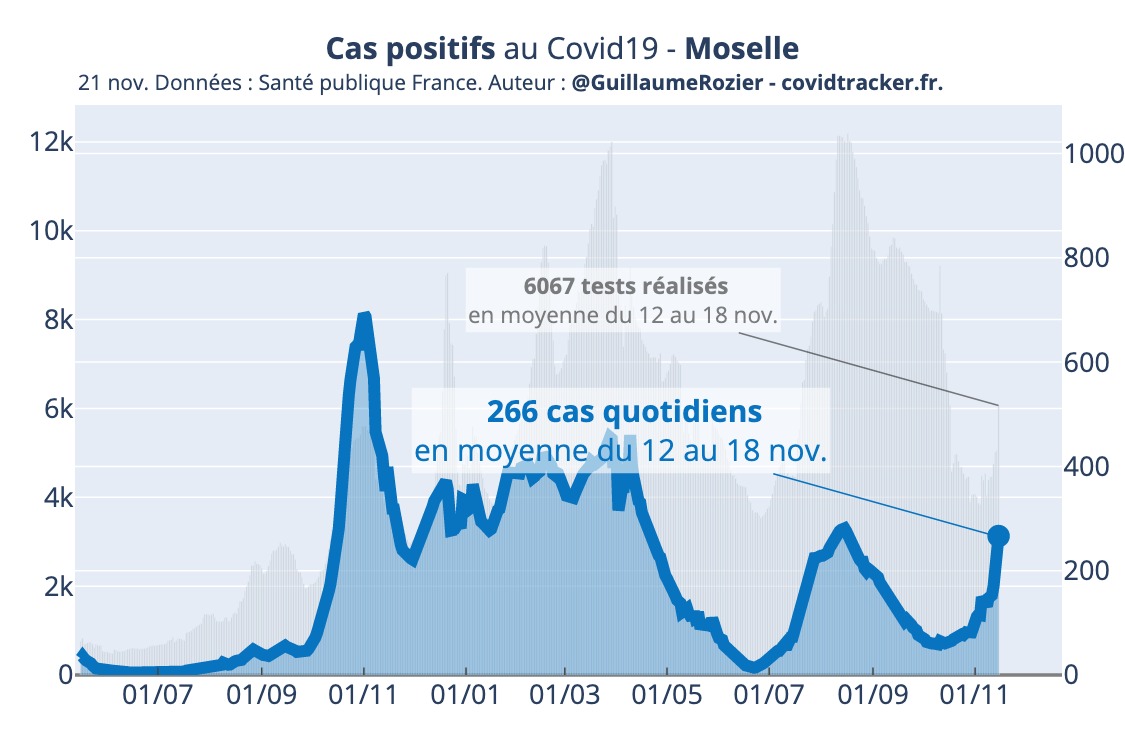 Cas positifs au Covid19 - Moselle
21 nov. Données : Santé publique France. Auteur : @GuillaumeRozier - covidtracker.fr.
12k
1000
10k
800
6067 tests réalisés
en moyenne du 12 au 18 nov.
8k
600
6k
266 cas quotidiens
en moyenne du 12 au 18 nov.
400
4k
200
2k
0
0
01/07 01/09 01/11 01/01 01/03 01/05 01/07 01/09 01/11